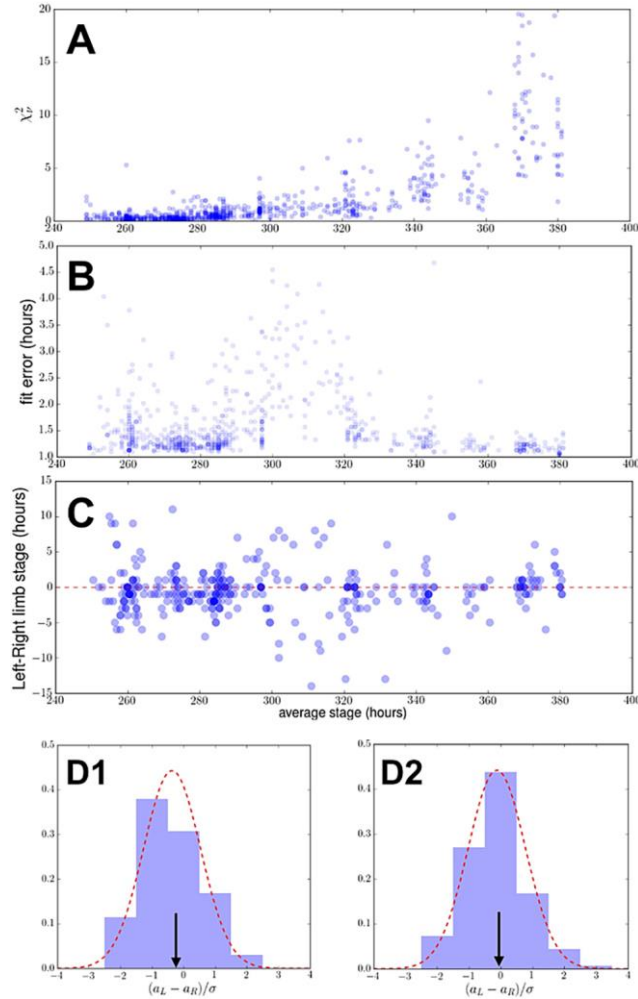 A
20
15
10
5
0
χ²ᵥ
240 260 280 300 320 340 360 380 400
B
5.0
4.5
4.0
3.5
3.0
2.5
2.0
1.5
1.0
fit error (hours)
240 260 280 300 320 340 360 380 400
C
15
10
5
0
−5
−10
−15
Left-Right limb stage (hours)
240 260 280 300 320 340 360 380 400
average stage (hours)
D1
0.5
0.4
0.3
0.2
0.1
0.0
−4 −3 −2 −1 0 1 2 3 4
(a_L − a_R)/σ
D2
0.5
0.4
0.3
0.2
0.1
0.0
−4 −3 −2 −1 0 1 2 3 4
(a_L − a_R)/σ